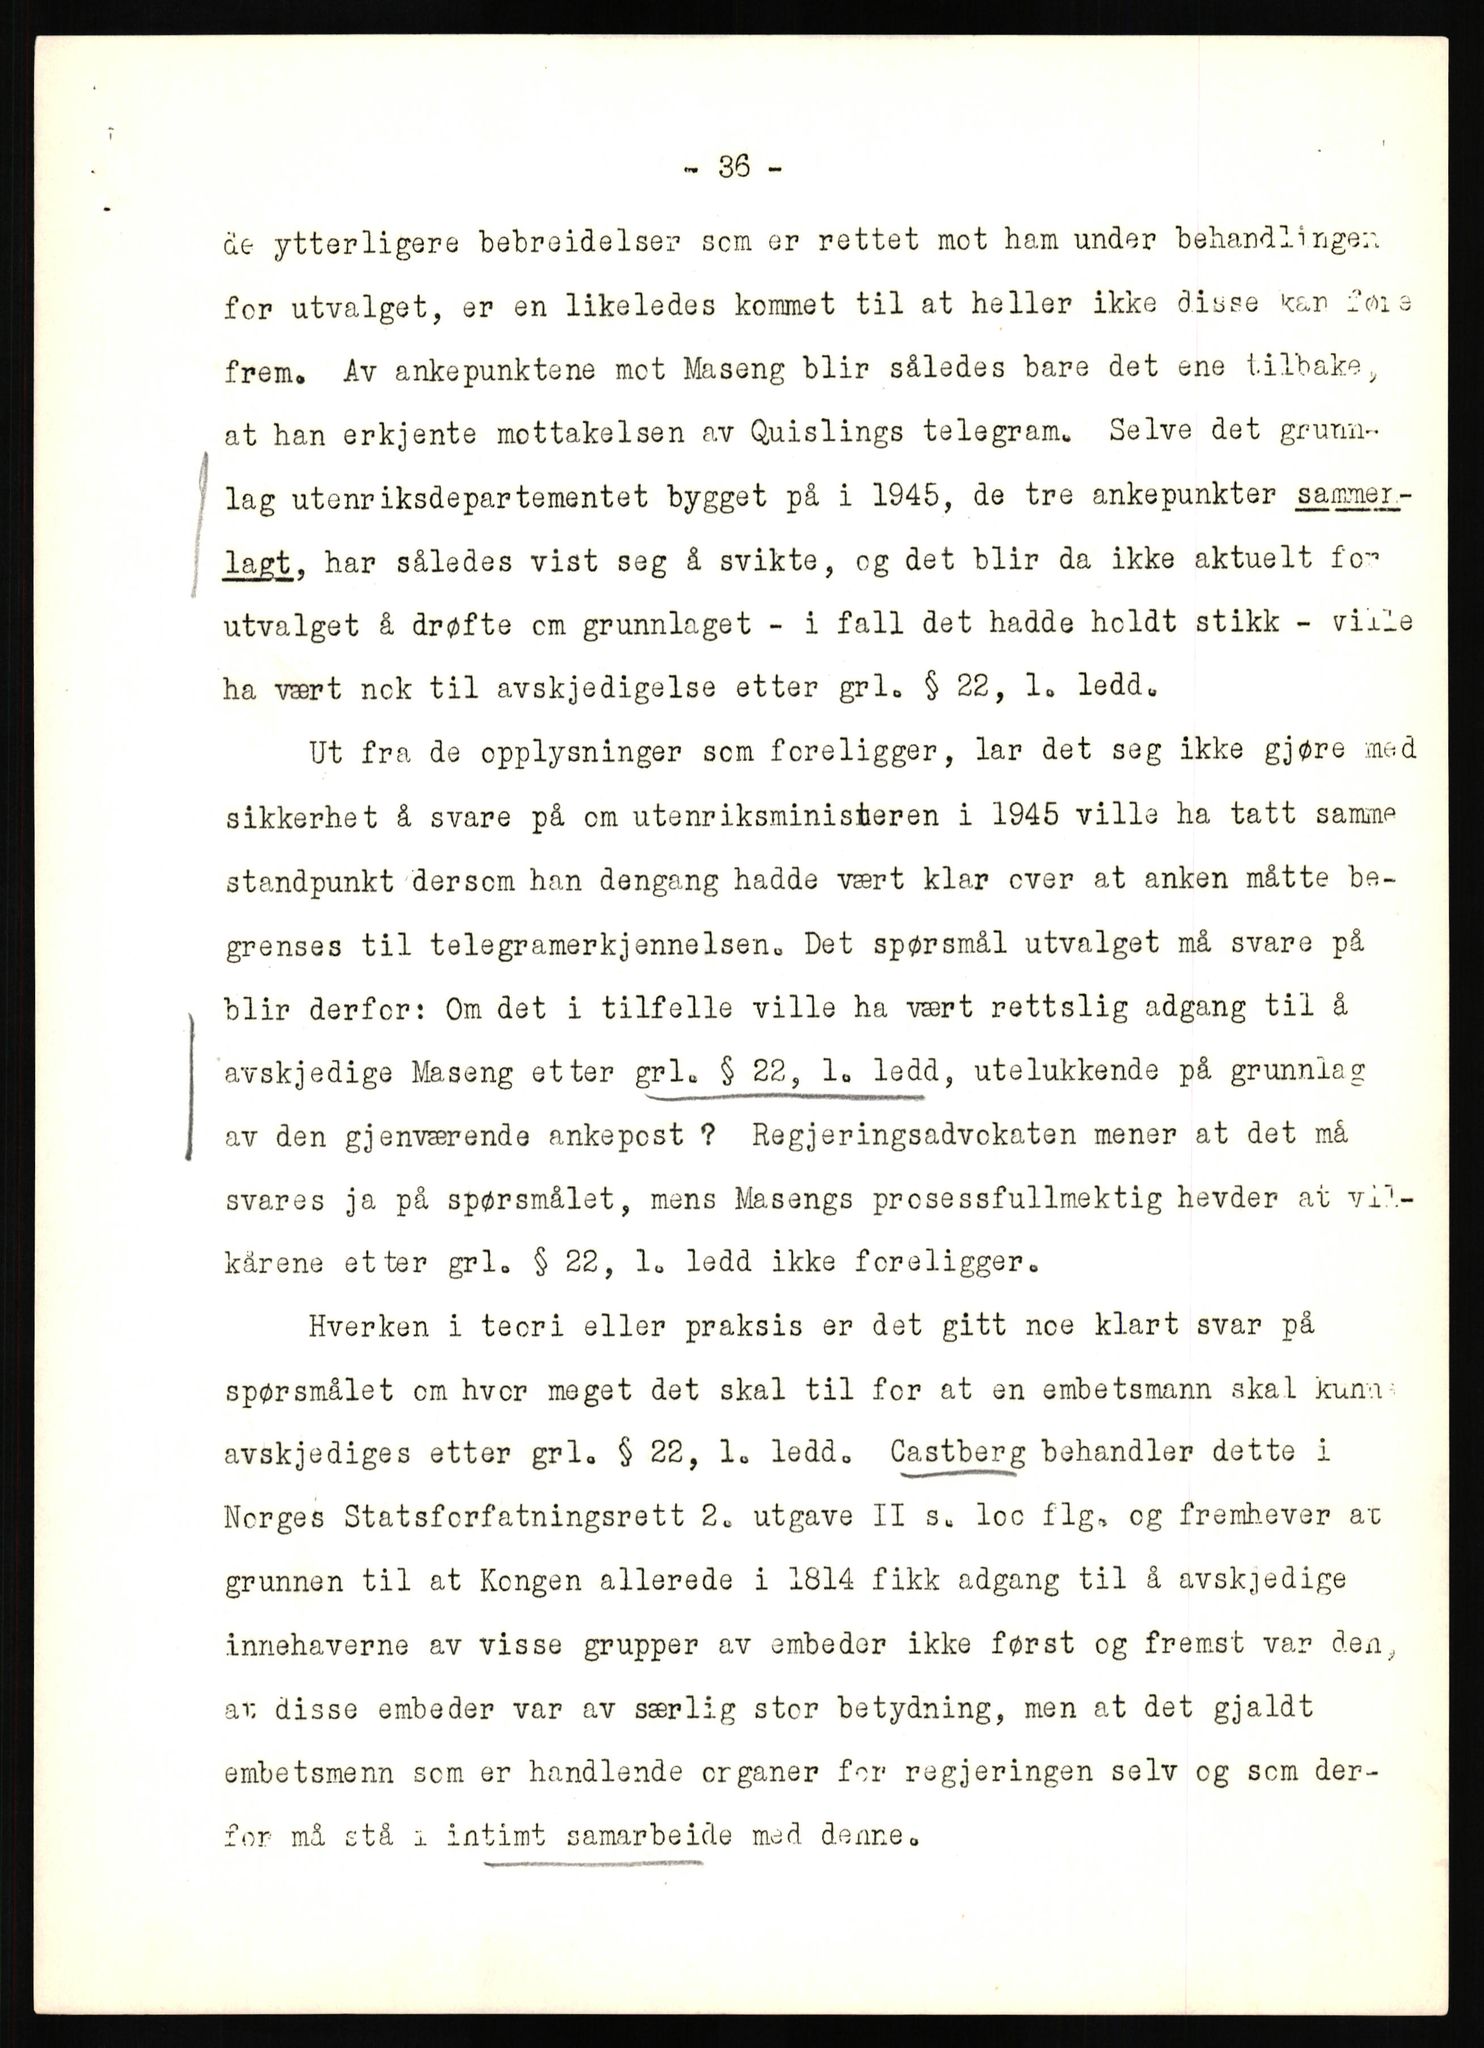 - 36 -
de ytterligere bebreidelser som er rettet mot ham under behandlingen
for utvalget, er en likeledes kommet til at heller ikke disse kan føre
frem. Av ankepunktene mot Maseng blir således bare det ene tilbake,
at han erkjente mottakelsen av Quislings telegram. Selve det grunn-
lag utenriksdepartementet bygget på i 1945, de tre ankepunkter sammen-
lagt, har således vist seg å svikte, og det blir da ikke aktuelt for
utvalget å drøfte om grunnlaget - i fall det hadde holdt stikk - ville
ha vært nok til avskjedigelse etter grl. § 22, 1. ledd.
Ut fra de opplysninger som foreligger, lar det seg ikke gjøre med
sikkerhet å svare på om utenriksministeren i 1945 ville ha tatt samme
standpunkt dersom han dengang hadde vært klar over at anken måtte be-
grenses til telegramerkjennelsen. Det spørsmål utvalget må svare på
blir derfor: Om det i tilfelle ville ha vært rettslig adgang til å
avskjedige Maseng etter grl. § 22, 1. ledd, utelukkende på grunnlag
av den gjenværende ankepost ? Regjeringsadvokaten mener at det må
svares ja på spørsmålet, mens Masengs prosessfullmektig hevder at vil-
kårene etter grl. § 22, 1. ledd ikke foreligger.
Hverken i teori eller praksis er det gitt noe klart svar på
spørsmålet om hvor meget det skal til for at en embetsmann skal kunne
avskjediges etter grl. § 22, 1. ledd. Castberg behandler dette i
Norges Statsforfatningsrett 2. utgave II s. loo flg. og fremhever at
grunnen til at Kongen allerede i 1814 fikk adgang til å avskjedige
innehaverne av visse grupper av embeder ikke først og fremst var den,
at disse embeder var av særlig stor betydning, men at det gjaldt
embetsmenn som er handlende organer for regjeringen selv og som der-
for må stå i intimt samarbeide med denne.